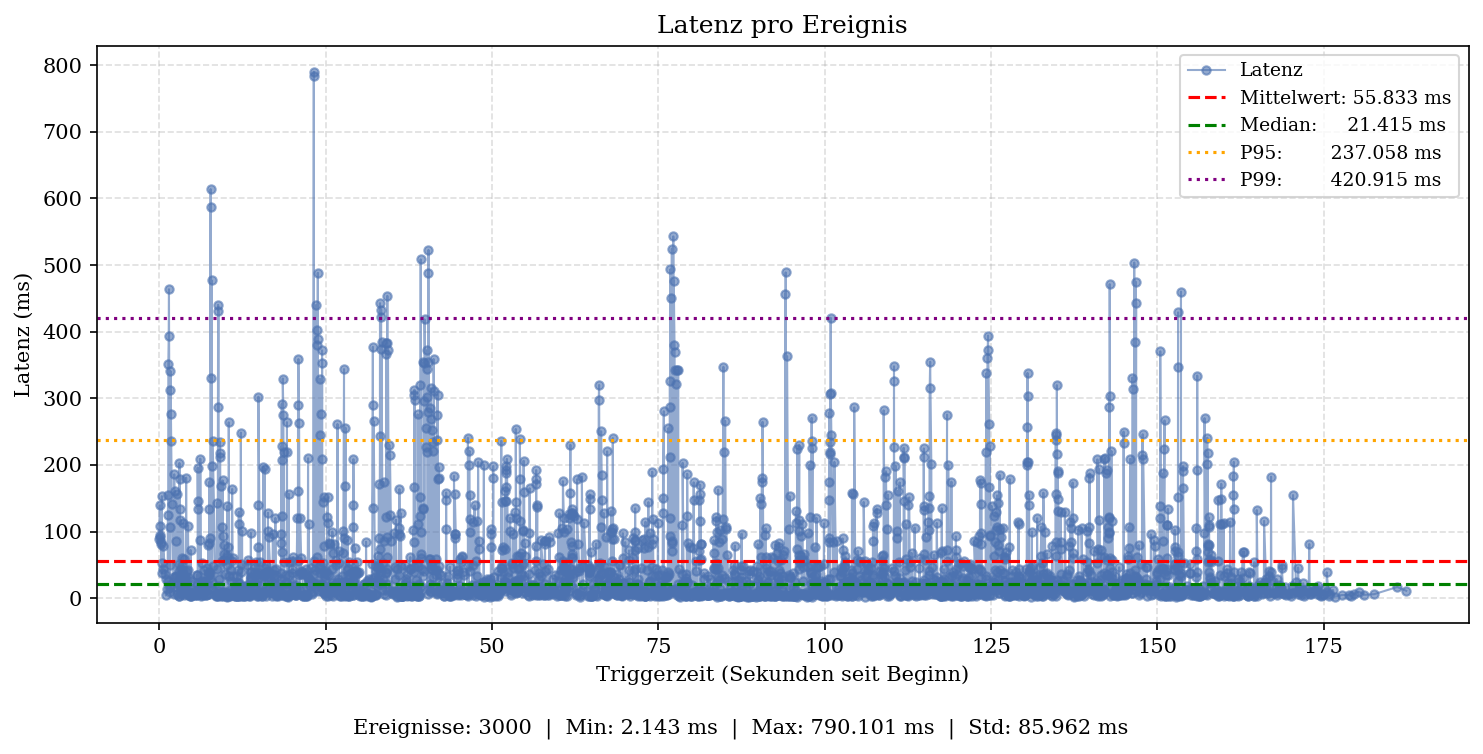 Latenz pro Ereignis
Latenz (ms)
800
700
600
500
400
300
200
100
0
0 25 50 75 100 125 150 175
Triggerzeit (Sekunden seit Beginn)
Latenz
Mittelwert: 55.833 ms
Median: 21.415 ms
P95: 237.058 ms
P99: 420.915 ms
Ereignisse: 3000 | Min: 2.143 ms | Max: 790.101 ms | Std: 85.962 ms